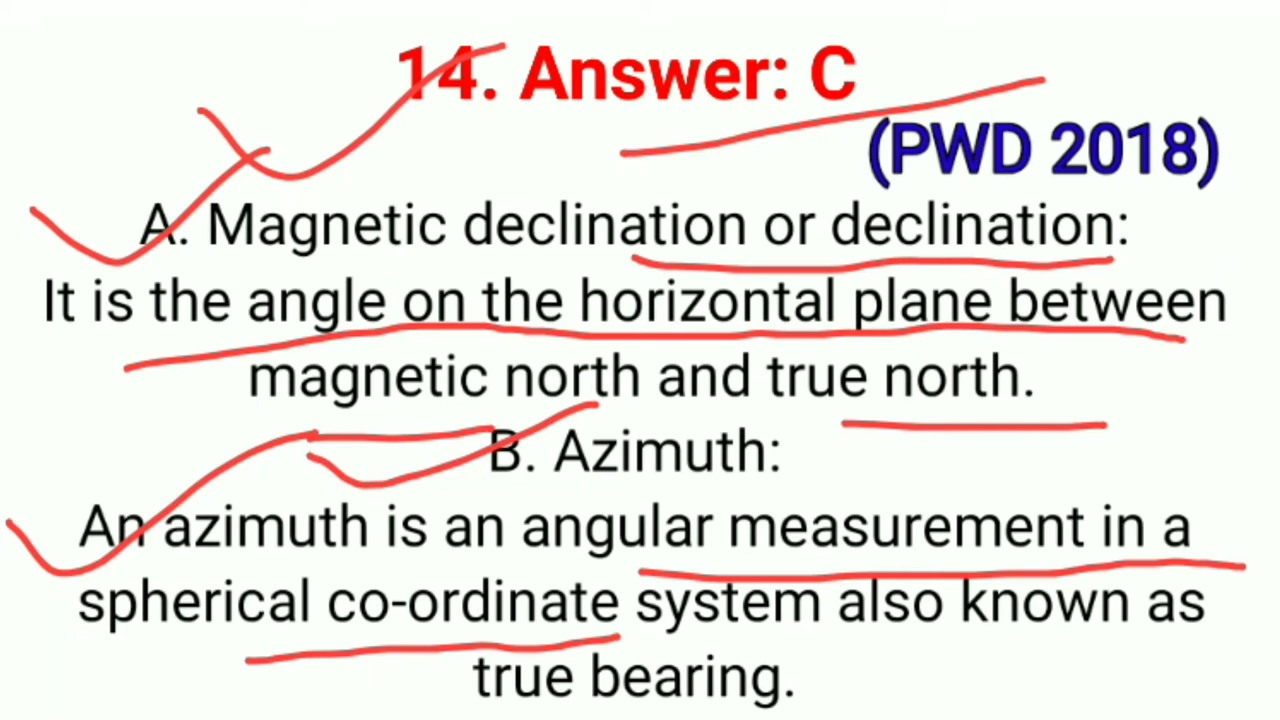 14. Answer: C
(PWD 2018)
A. Magnetic declination or declination:
It is the angle on the horizontal plane between
magnetic north and true north.
B. Azimuth:
An azimuth is an angular measurement in a
spherical co-ordinate system also known as
true bearing.